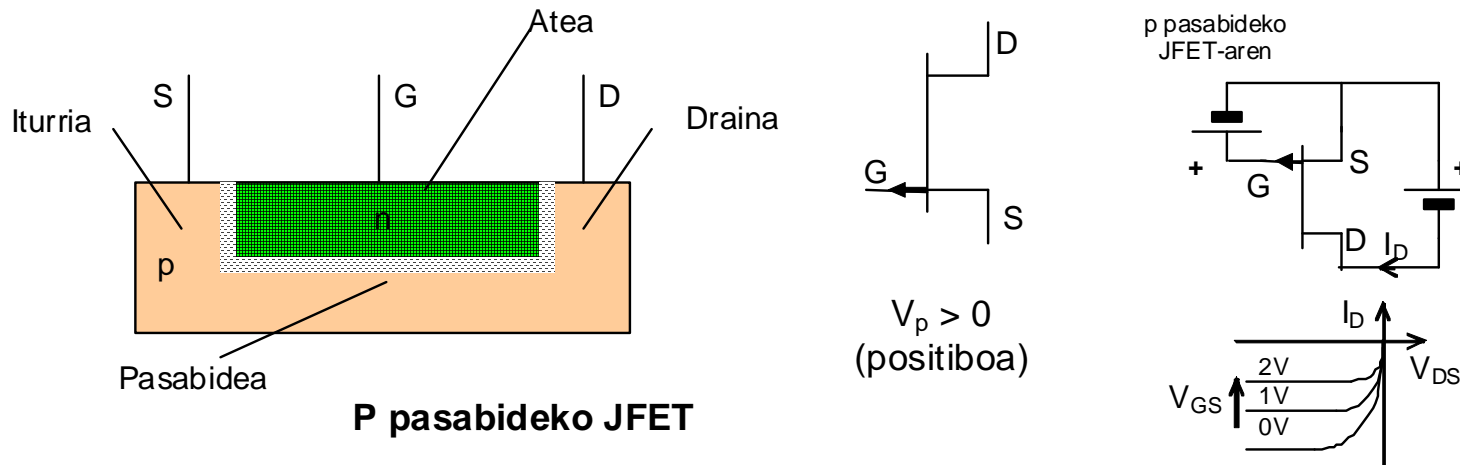 Atea
S
G
D
Iturria
Draina
n
p
Pasabidea
P pasabideko JFET
D
G
S
Vp > 0
(positiboa)
p pasabideko
JFET-aren
+
G
S
+
D
ID
ID
VDS
VGS
2V
1V
0V